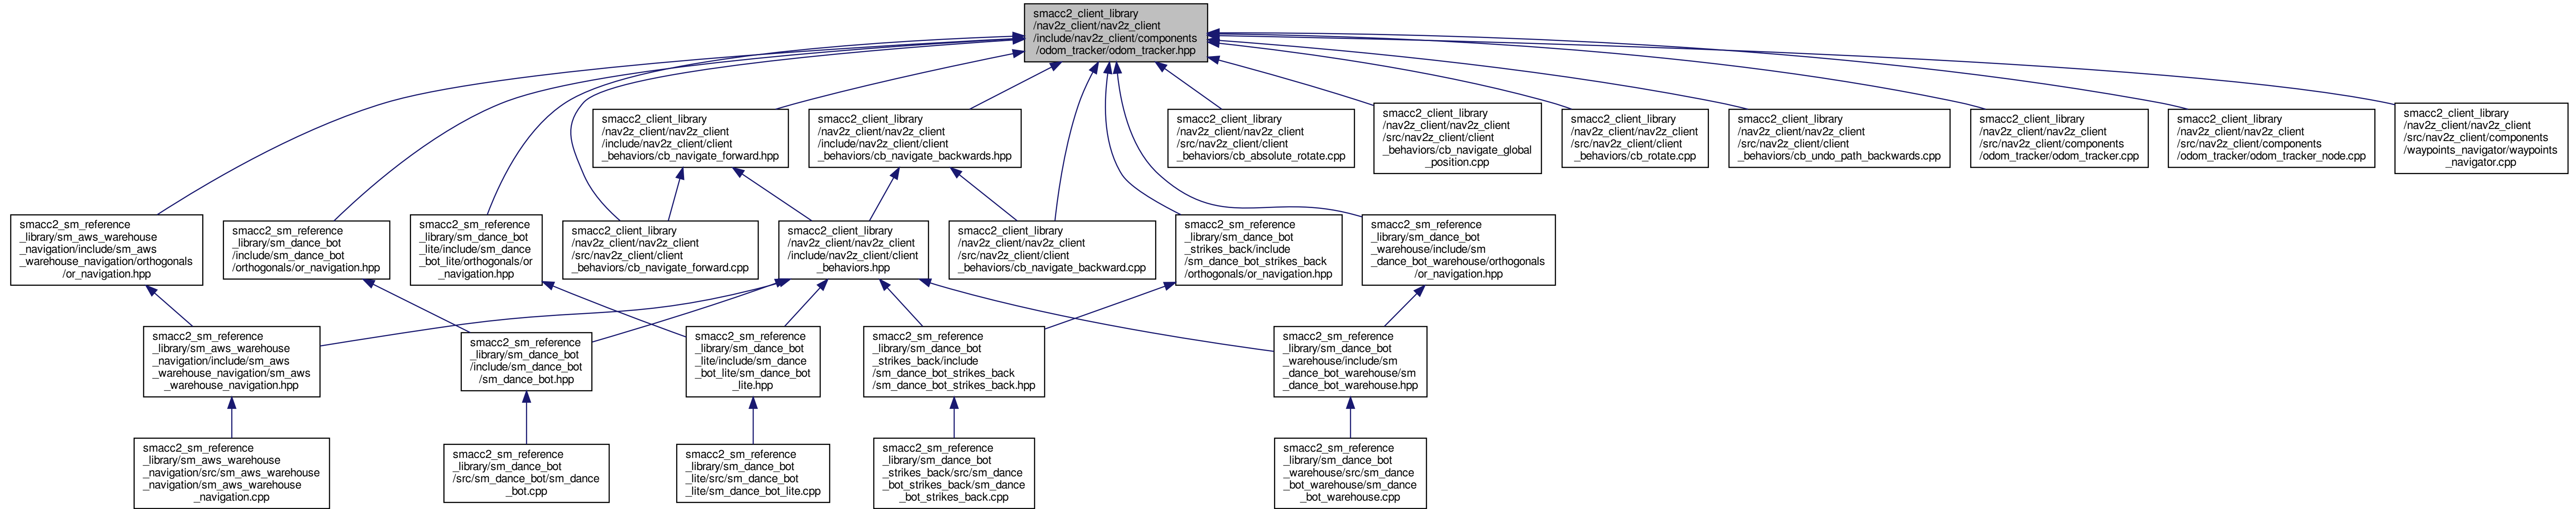 smacc2_client_library
/nav2z_client/nav2z_client
/include/nav2z_client/components
/odom_tracker/odom_tracker.hpp
smacc2_client_library
/nav2z_client/nav2z_client
/include/nav2z_client/client
_behaviors/cb_navigate_forward.hpp
smacc2_client_library
/nav2z_client/nav2z_client
/include/nav2z_client/client
_behaviors/cb_navigate_backwards.hpp
smacc2_client_library
/nav2z_client/nav2z_client
/src/nav2z_client/client
_behaviors/cb_absolute_rotate.cpp
smacc2_client_library
/nav2z_client/nav2z_client
/src/nav2z_client/client
_behaviors/cb_navigate_global
_position.cpp
smacc2_client_library
/nav2z_client/nav2z_client
/src/nav2z_client/client
_behaviors/cb_rotate.cpp
smacc2_client_library
/nav2z_client/nav2z_client
/src/nav2z_client/client
_behaviors/cb_undo_path_backwards.cpp
smacc2_client_library
/nav2z_client/nav2z_client
/src/nav2z_client/components
/odom_tracker/odom_tracker.cpp
smacc2_client_library
/nav2z_client/nav2z_client
/src/nav2z_client/components
/odom_tracker/odom_tracker_node.cpp
smacc2_client_library
/nav2z_client/nav2z_client
/src/nav2z_client/components
/waypoints_navigator/waypoints
_navigator.cpp
smacc2_sm_reference
_library/sm_aws_warehouse
_navigation/include/sm_aws
_warehouse_navigation/orthogonals
/or_navigation.hpp
smacc2_sm_reference
_library/sm_dance_bot
/include/sm_dance_bot
/orthogonals/or_navigation.hpp
smacc2_sm_reference
_library/sm_dance_bot
_lite/include/sm_dance
_bot_lite/orthogonals/or
_navigation.hpp
smacc2_client_library
/nav2z_client/nav2z_client
/src/nav2z_client/client
_behaviors/cb_navigate_forward.cpp
smacc2_client_library
/nav2z_client/nav2z_client
/include/nav2z_client/client
_behaviors.hpp
smacc2_client_library
/nav2z_client/nav2z_client
/src/nav2z_client/client
_behaviors/cb_navigate_backward.cpp
smacc2_sm_reference
_library/sm_dance_bot
_strikes_back/include
/sm_dance_bot_strikes_back
/orthogonals/or_navigation.hpp
smacc2_sm_reference
_library/sm_dance_bot
_warehouse/include/sm
_dance_bot_warehouse/orthogonals
/or_navigation.hpp
smacc2_sm_reference
_library/sm_aws_warehouse
_navigation/include/sm_aws
_warehouse_navigation/sm_aws
_warehouse_navigation.hpp
smacc2_sm_reference
_library/sm_dance_bot
/include/sm_dance_bot
/sm_dance_bot.hpp
smacc2_sm_reference
_library/sm_dance_bot
_lite/include/sm_dance
_bot_lite/sm_dance_bot
_lite.hpp
smacc2_sm_reference
_library/sm_dance_bot
_strikes_back/include
/sm_dance_bot_strikes_back
/sm_dance_bot_strikes_back.hpp
smacc2_sm_reference
_library/sm_dance_bot
_warehouse/include/sm
_dance_bot_warehouse/sm
_dance_bot_warehouse.hpp
smacc2_sm_reference
_library/sm_aws_warehouse
_navigation/src/sm_aws_warehouse
_navigation/sm_aws_warehouse
_navigation.cpp
smacc2_sm_reference
_library/sm_dance_bot
/src/sm_dance_bot/sm_dance
_bot.cpp
smacc2_sm_reference
_library/sm_dance_bot
_lite/src/sm_dance_bot
_lite/sm_dance_bot_lite.cpp
smacc2_sm_reference
_library/sm_dance_bot
_strikes_back/src/sm_dance
_bot_strikes_back/sm_dance
_bot_strikes_back.cpp
smacc2_sm_reference
_library/sm_dance_bot
_warehouse/src/sm_dance
_bot_warehouse/sm_dance
_bot_warehouse.cpp